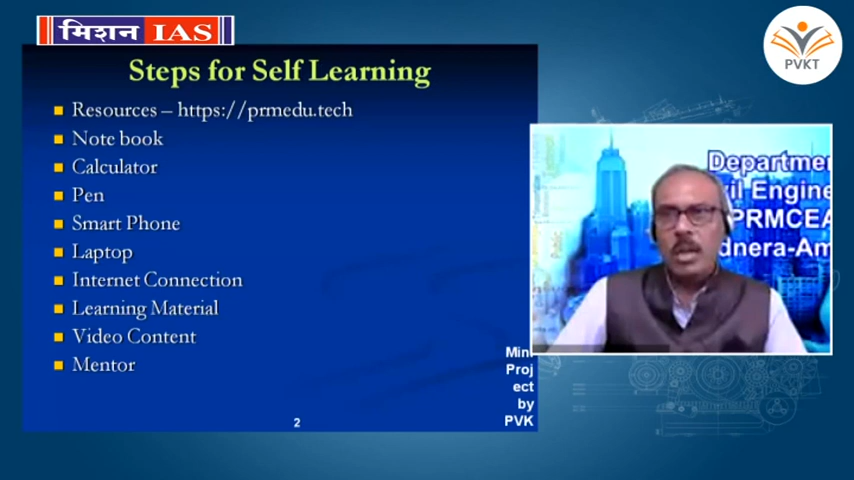 मिशन IAS
PVKT
Steps for Self Learning
Resources – https://prmedu.tech
Note book
Calculator
Pen
Smart Phone
Laptop
Internet Connection
Learning Material
Video Content
Mentor
2
Mini
Proj
ect
by
PVK
Departme
vil Engine
PRMCEA
dnera-Am